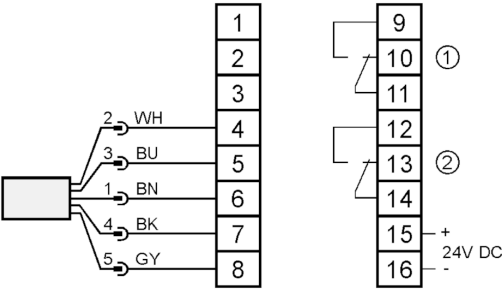 1 9
2 10 ①
3 11
2 WH 4 12
3 BU 5 13 ②
1 BN 6 14
4 BK 7 15 +
24V DC
5 GY 8 16 -